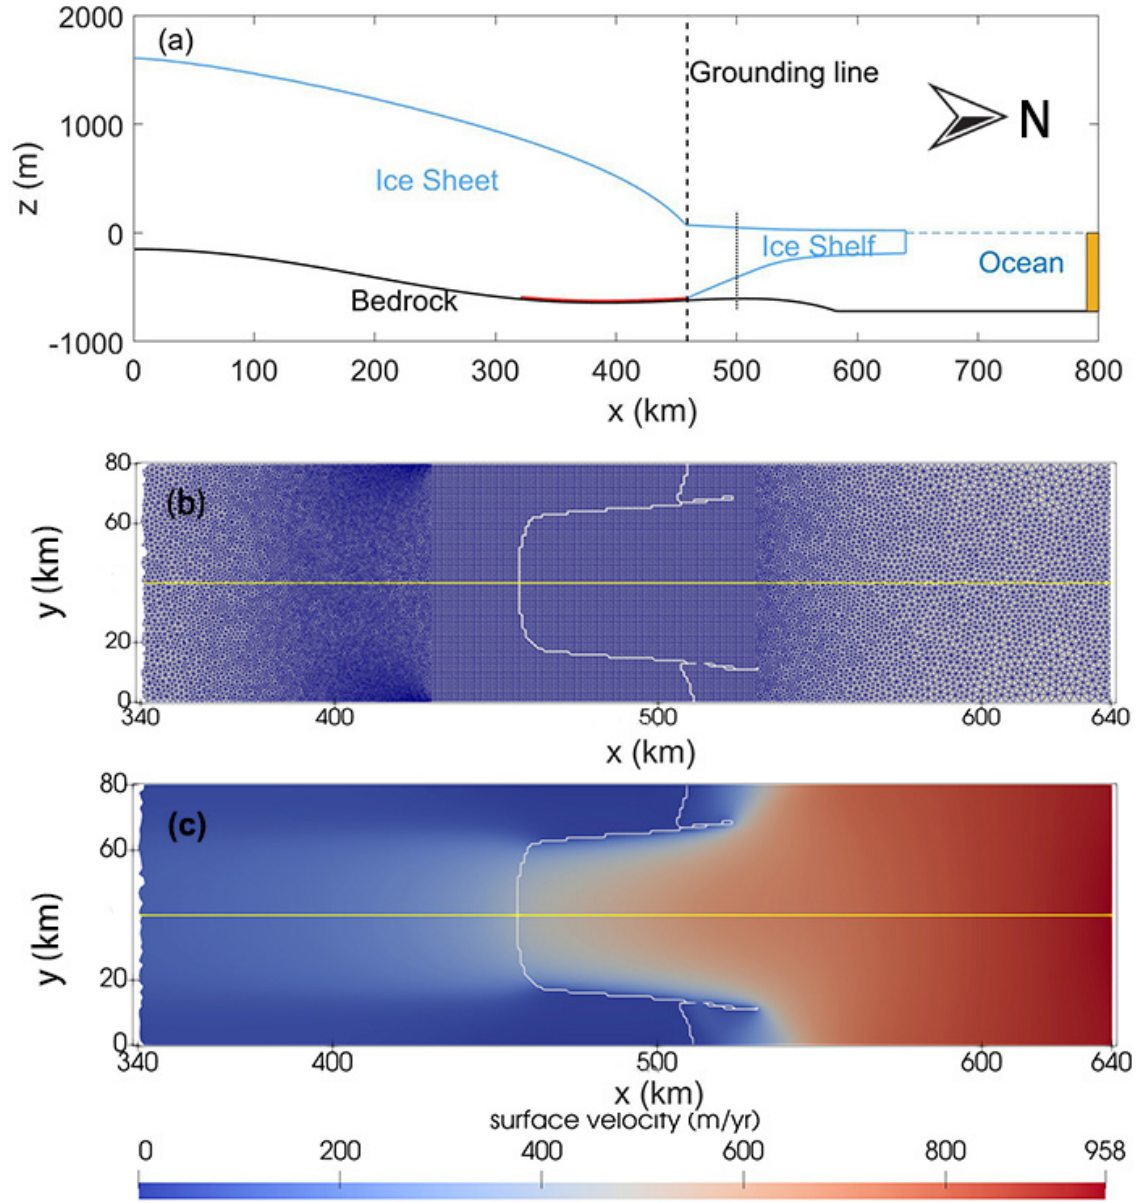 2000
(a)
Grounding line
1000
N
z (m)
Ice Sheet
0
Ice Shelf
Ocean
Bedrock
-1000
0 100 200 300 400 500 600 700 800
x (km)
80
(b)
60
y (km)
20
0
340 400 500 600 640
x (km)
80
(c)
60
y (km)
20
0
340 400 500 600 640
x (km)
surface velocity (m/yr)
0 200 400 600 800 958